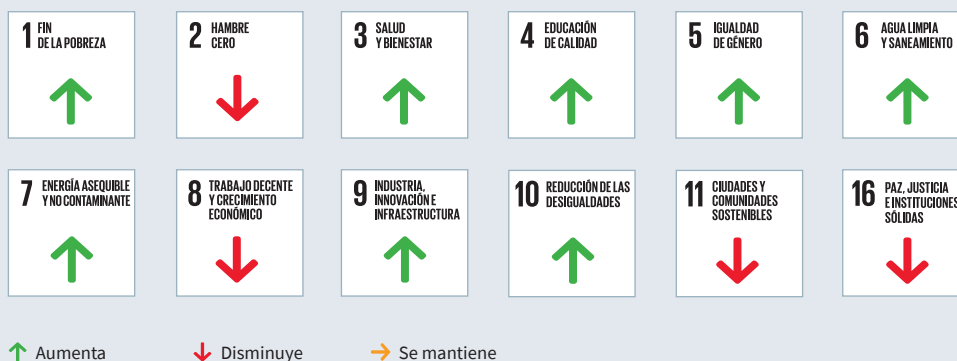 1 FIN
DE LA POBREZA
2 HAMBRE
CERO
3 SALUD
Y BIENESTAR
4 EDUCACIÓN
DE CALIDAD
5 IGUALDAD
DE GÉNERO
6 AGUA LIMPIA
Y SANEAMIENTO
7 ENERGÍA ASEQUIBLE
Y NO CONTAMINANTE
8 TRABAJO DECENTE
Y CRECIMIENTO
ECONÓMICO
9 INDUSTRIA,
INNOVACIÓN E
INFRAESTRUCTURA
10 REDUCCIÓN DE LAS
DESIGUALDADES
11 CIUDADES Y
COMUNIDADES
SOSTENIBLES
16 PAZ, JUSTICIA
E INSTITUCIONES
SÓLIDAS
Aumenta
Disminuye
Se mantiene